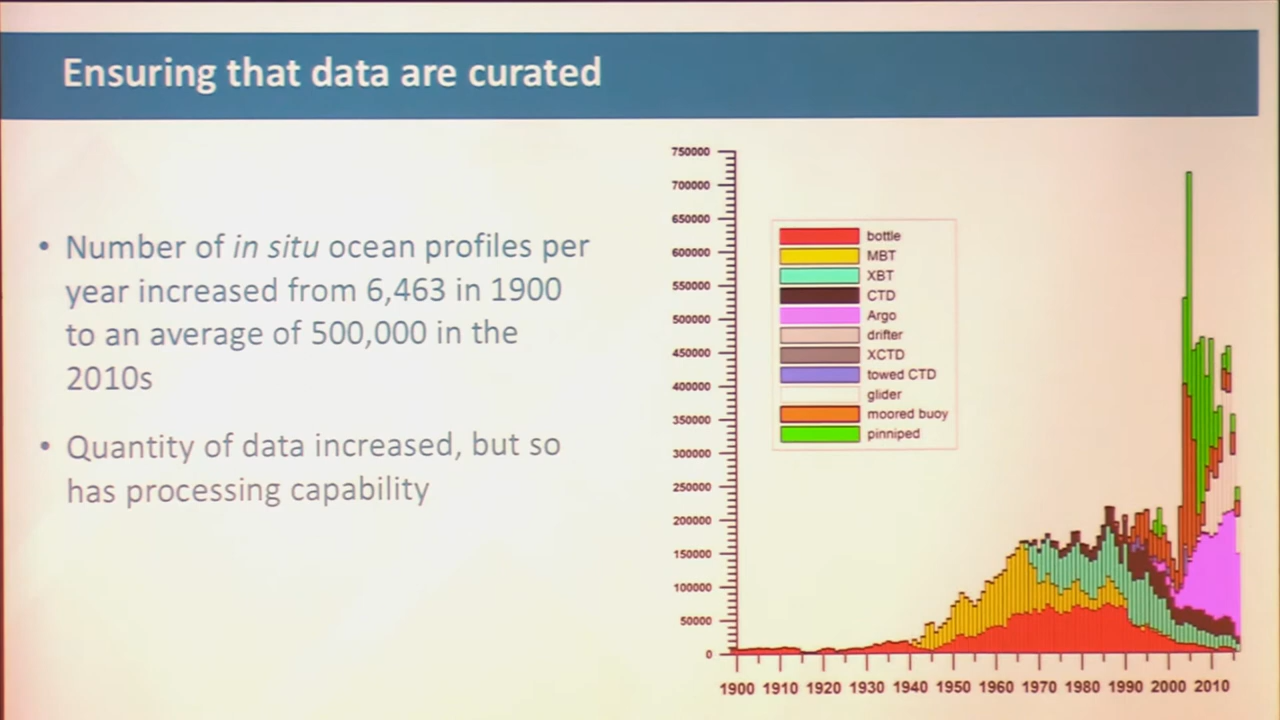 Ensuring that data are curated
• Number of in situ ocean profiles per
year increased from 6,463 in 1900
to an average of 500,000 in the
2010s
• Quantity of data increased, but so
has processing capability
750000
700000
650000
600000
550000
500000
450000
400000
350000
300000
250000
200000
150000
100000
50000
0
bottle
MBT
XBT
CTD
Argo
drifter
XCTD
towed CTD
glider
moored buoy
pinniped
1900 1910 1920 1930 1940 1950 1960 1970 1980 1990 2000 2010